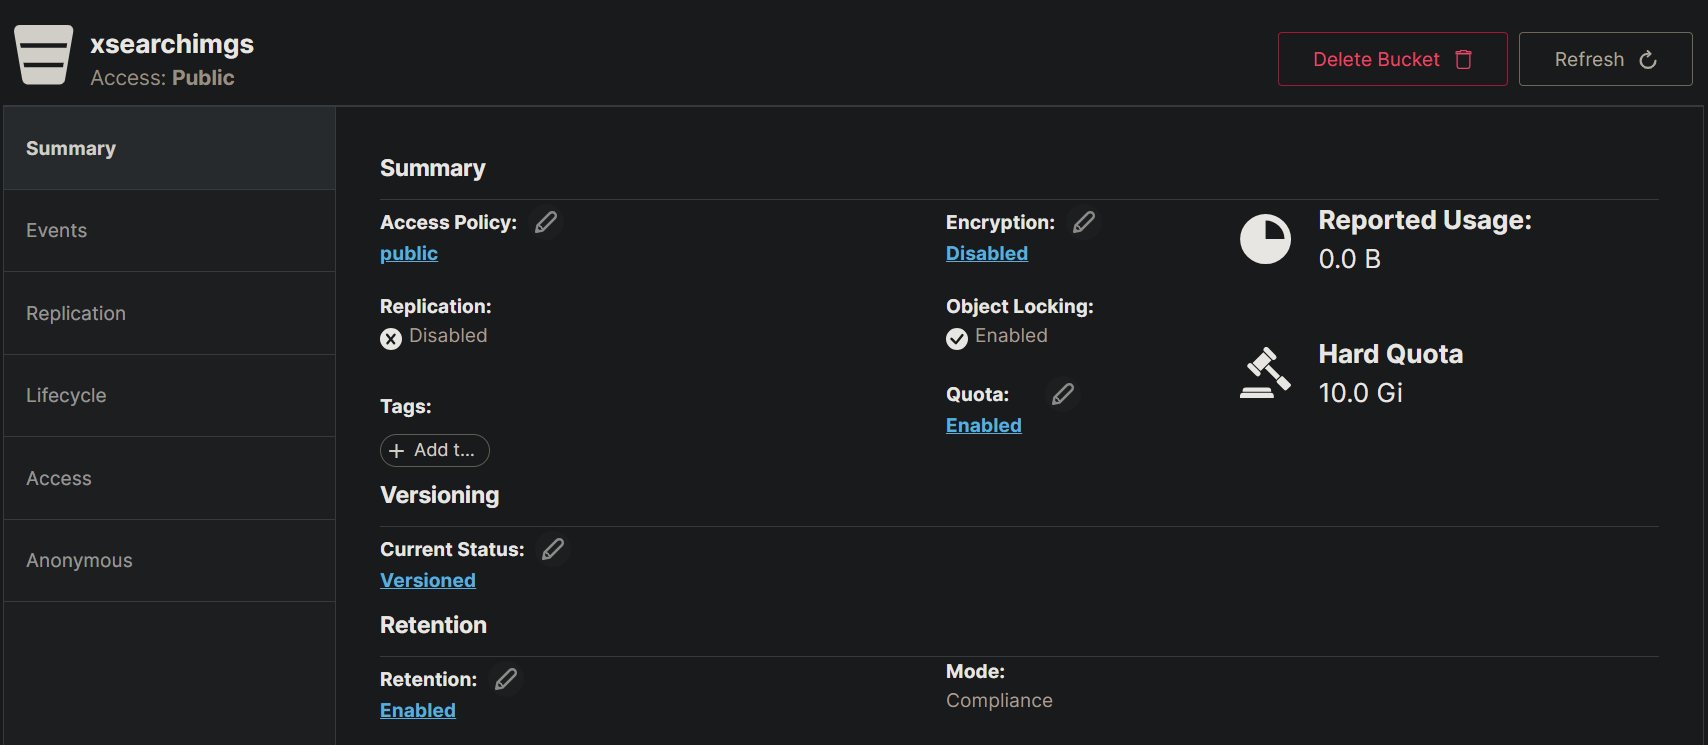 xsearchimgs
Access: Public
Delete Bucket
Refresh
Summary
Events
Replication
Lifecycle
Access
Anonymous
Summary
Access Policy:
public
Encryption:
Disabled
Reported Usage:
0.0 B
Replication:
Disabled
Object Locking:
Enabled
Hard Quota
10.0 Gi
Tags:
+ Add t...
Quota:
Enabled
Versioning
Current Status:
Versioned
Retention
Retention:
Enabled
Mode:
Compliance